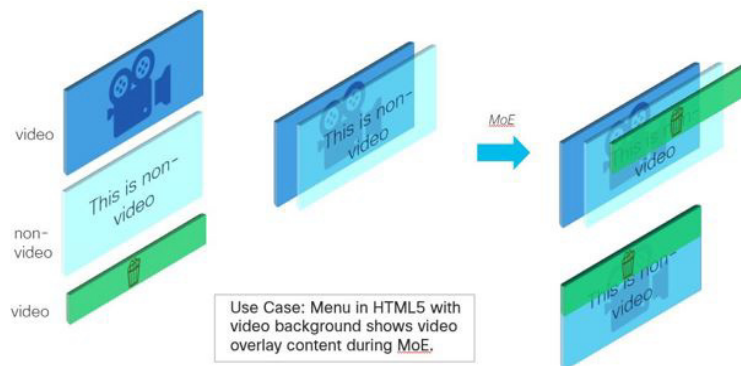 video
This is non-
video
non-
video
video
This is non-
video
MoE
This is non-
video
This is non-
video
Use Case: Menu in HTML5 with
video background shows video
overlay content during MoE.